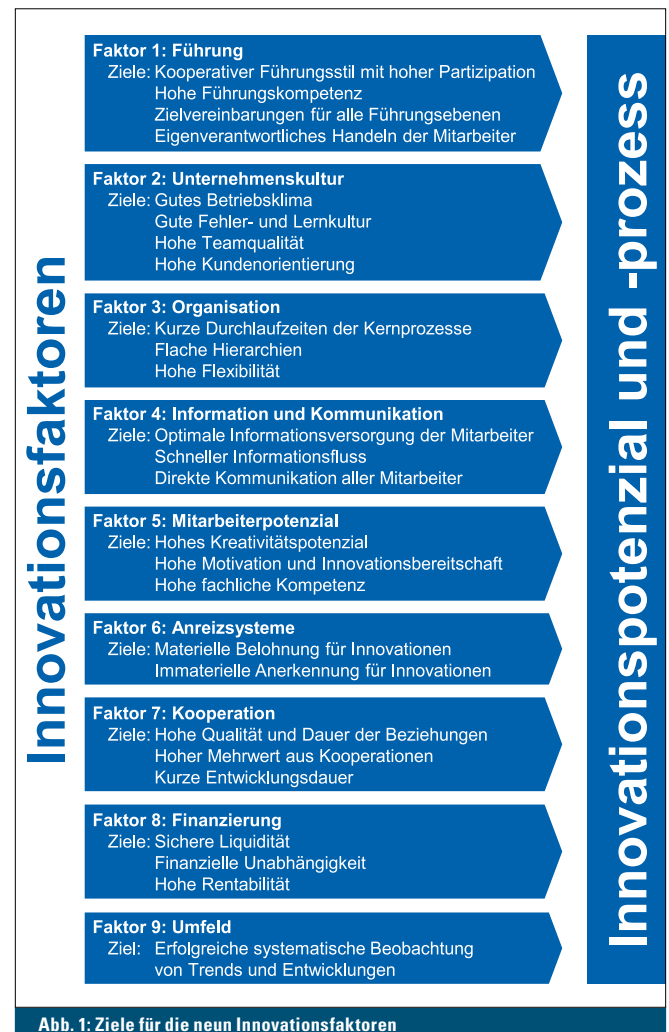 Innovationsfaktoren
Faktor 1: Führung
Ziele: Kooperativer Führungsstil mit hoher Partizipation
Hohe Führungskompetenz
Zielvereinbarungen für alle Führungsebenen
Eigenverantwortliches Handeln der Mitarbeiter
Faktor 2: Unternehmenskultur
Ziele: Gutes Betriebsklima
Gute Fehler- und Lernkultur
Hohe Teamqualität
Hohe Kundenorientierung
Faktor 3: Organisation
Ziele: Kurze Durchlaufzeiten der Kernprozesse
Flache Hierarchien
Hohe Flexibilität
Faktor 4: Information und Kommunikation
Ziele: Optimale Informationsversorgung der Mitarbeiter
Schneller Informationsfluss
Direkte Kommunikation aller Mitarbeiter
Faktor 5: Mitarbeiterpotenzial
Ziele: Hohes Kreativitätspotenzial
Hohe Motivation und Innovationsbereitschaft
Hohe fachliche Kompetenz
Faktor 6: Anreizsysteme
Ziele: Materielle Belohnung für Innovationen
Immaterielle Anerkennung für Innovationen
Faktor 7: Kooperation
Ziele: Hohe Qualität und Dauer der Beziehungen
Hoher Mehrwert aus Kooperationen
Kurze Entwicklungsdauer
Faktor 8: Finanzierung
Ziele: Sichere Liquidität
Finanzielle Unabhängigkeit
Hohe Rentabilität
Faktor 9: Umfeld
Ziel: Erfolgreiche systematische Beobachtung
von Trends und Entwicklungen
Innovationspotenzial und -prozess
Abb. 1: Ziele für die neun Innovationsfaktoren